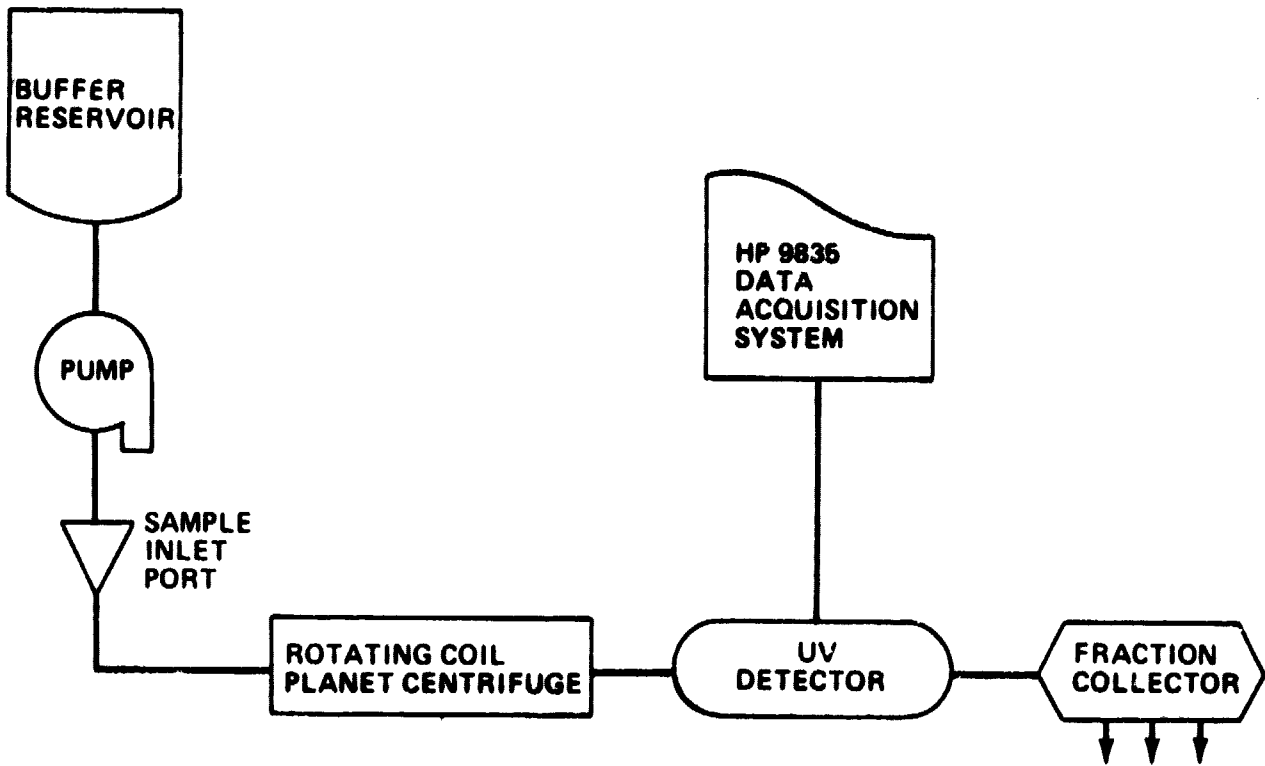 BUFFER
RESERVOIR
PUMP
SAMPLE
INLET
PORT
HP 9835
DATA
ACQUISITION
SYSTEM
ROTATING COIL
PLANET CENTRIFUGE
UV
DETECTOR
FRACTION
COLLECTOR